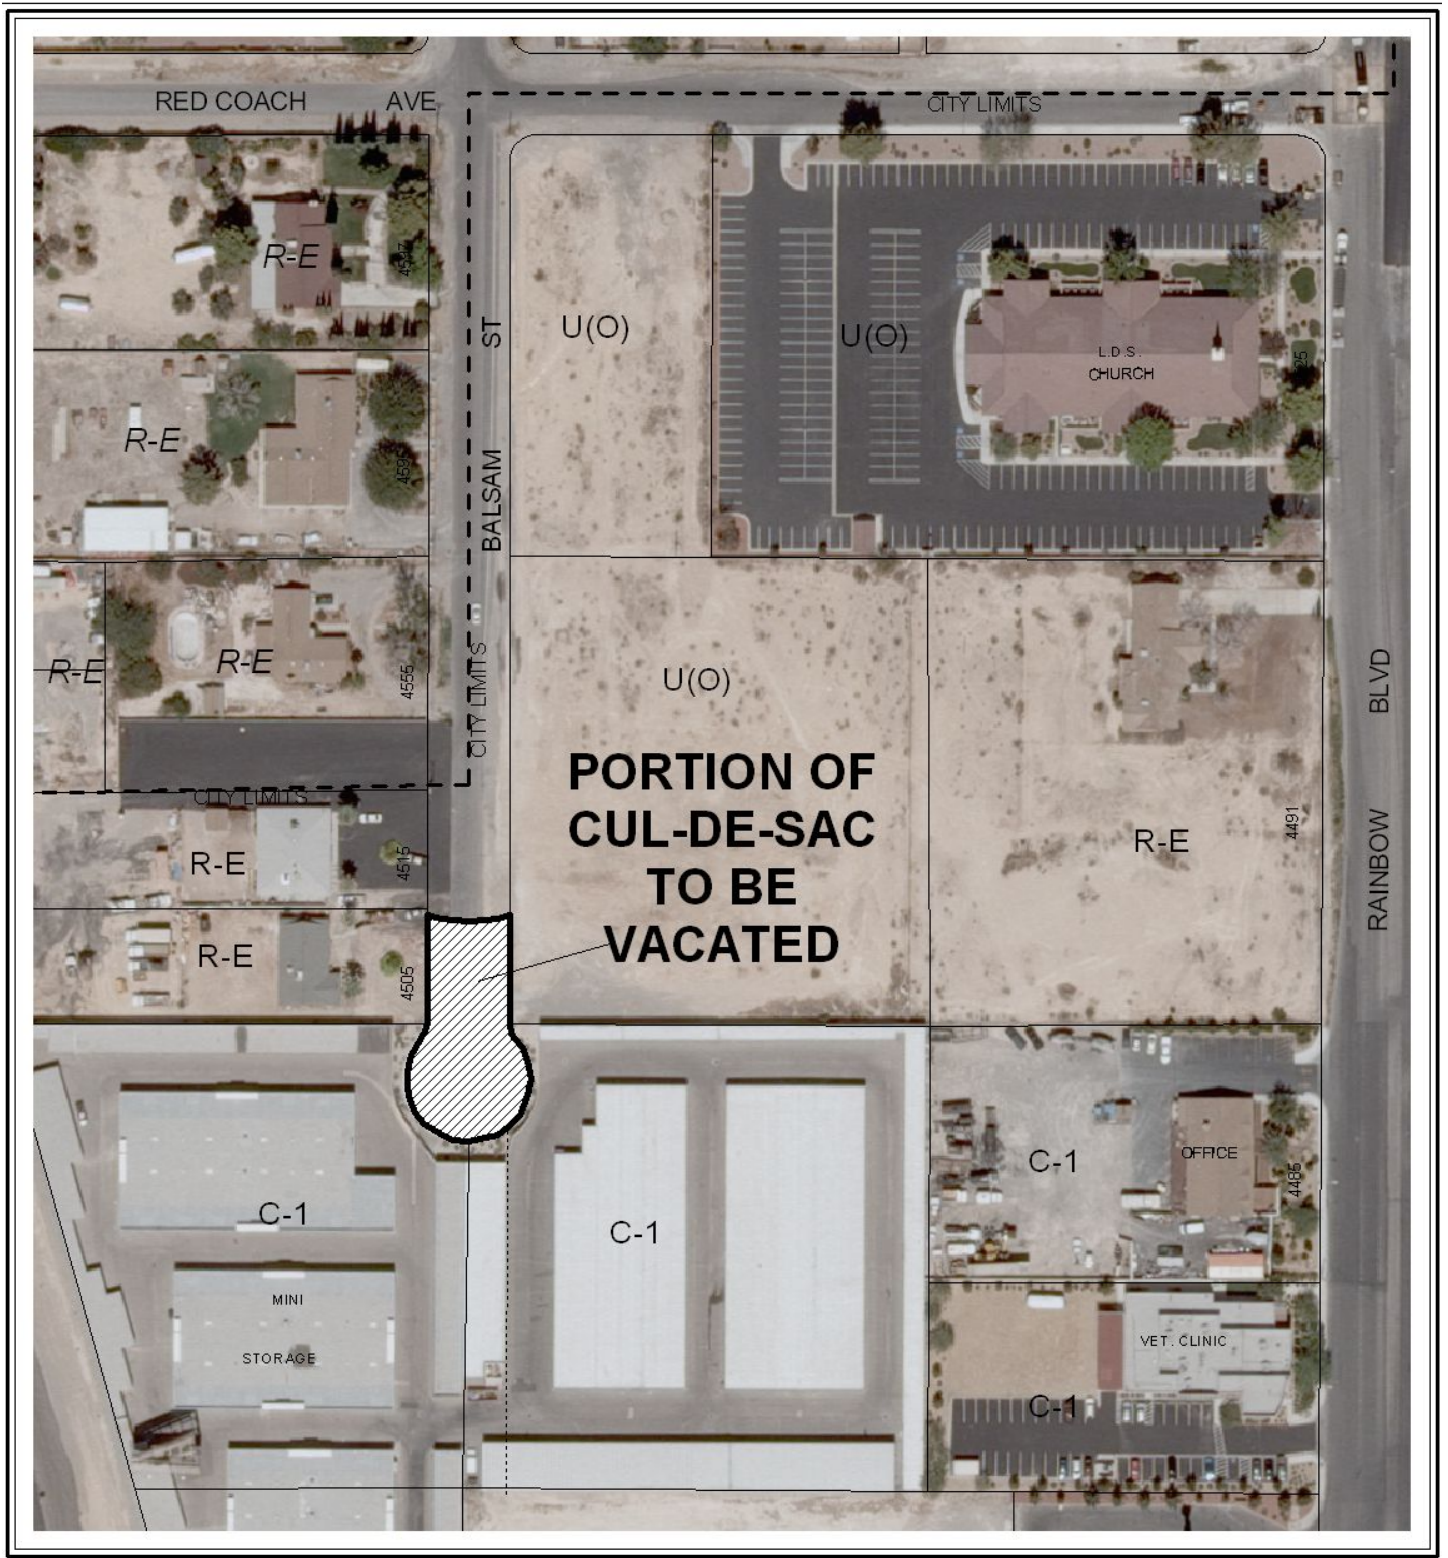 RED COACH AVE
CITY LIMITS
R-E
4597
ST
U(O)
U(O)
L.D.S.
CHURCH
R-E
4595
BALSAM
R-E
R-E
4555
CITY LIMITS
U(O)
BLVD
PORTION OF
CUL-DE-SAC
TO BE
VACATED
CITY LIMITS
R-E
4515
R-E
4491
RAINBOW
R-E
4505
C-1
OFFICE
4485
C-1
C-1
MINI
STORAGE
VET. CLINIC
C-1